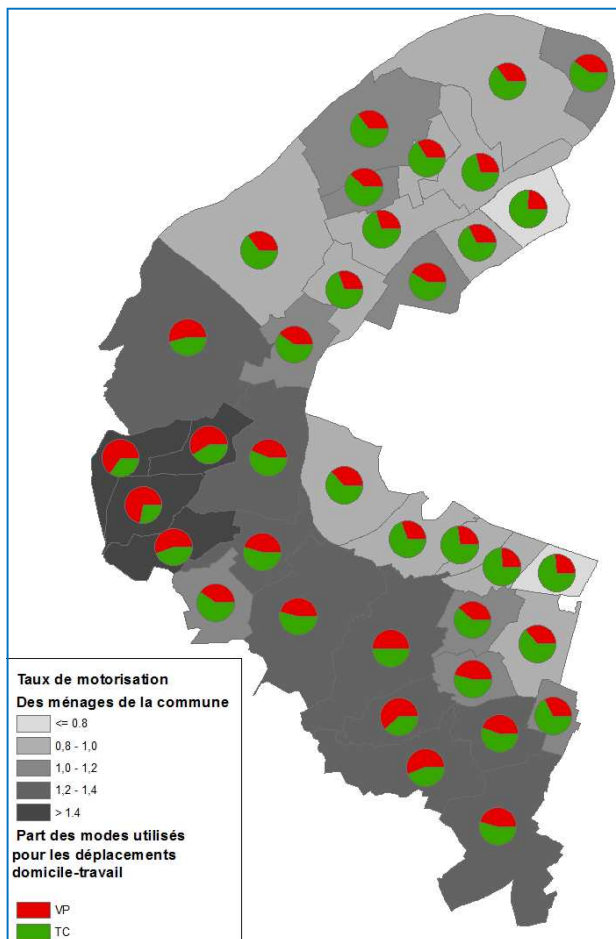 Taux de motorisation
Des ménages de la commune
<= 0.8
0,8 - 1,0
1,0 - 1,2
1,2 - 1,4
> 1.4
Part des modes utilisés
pour les déplacements
domicile-travail
VP
TC